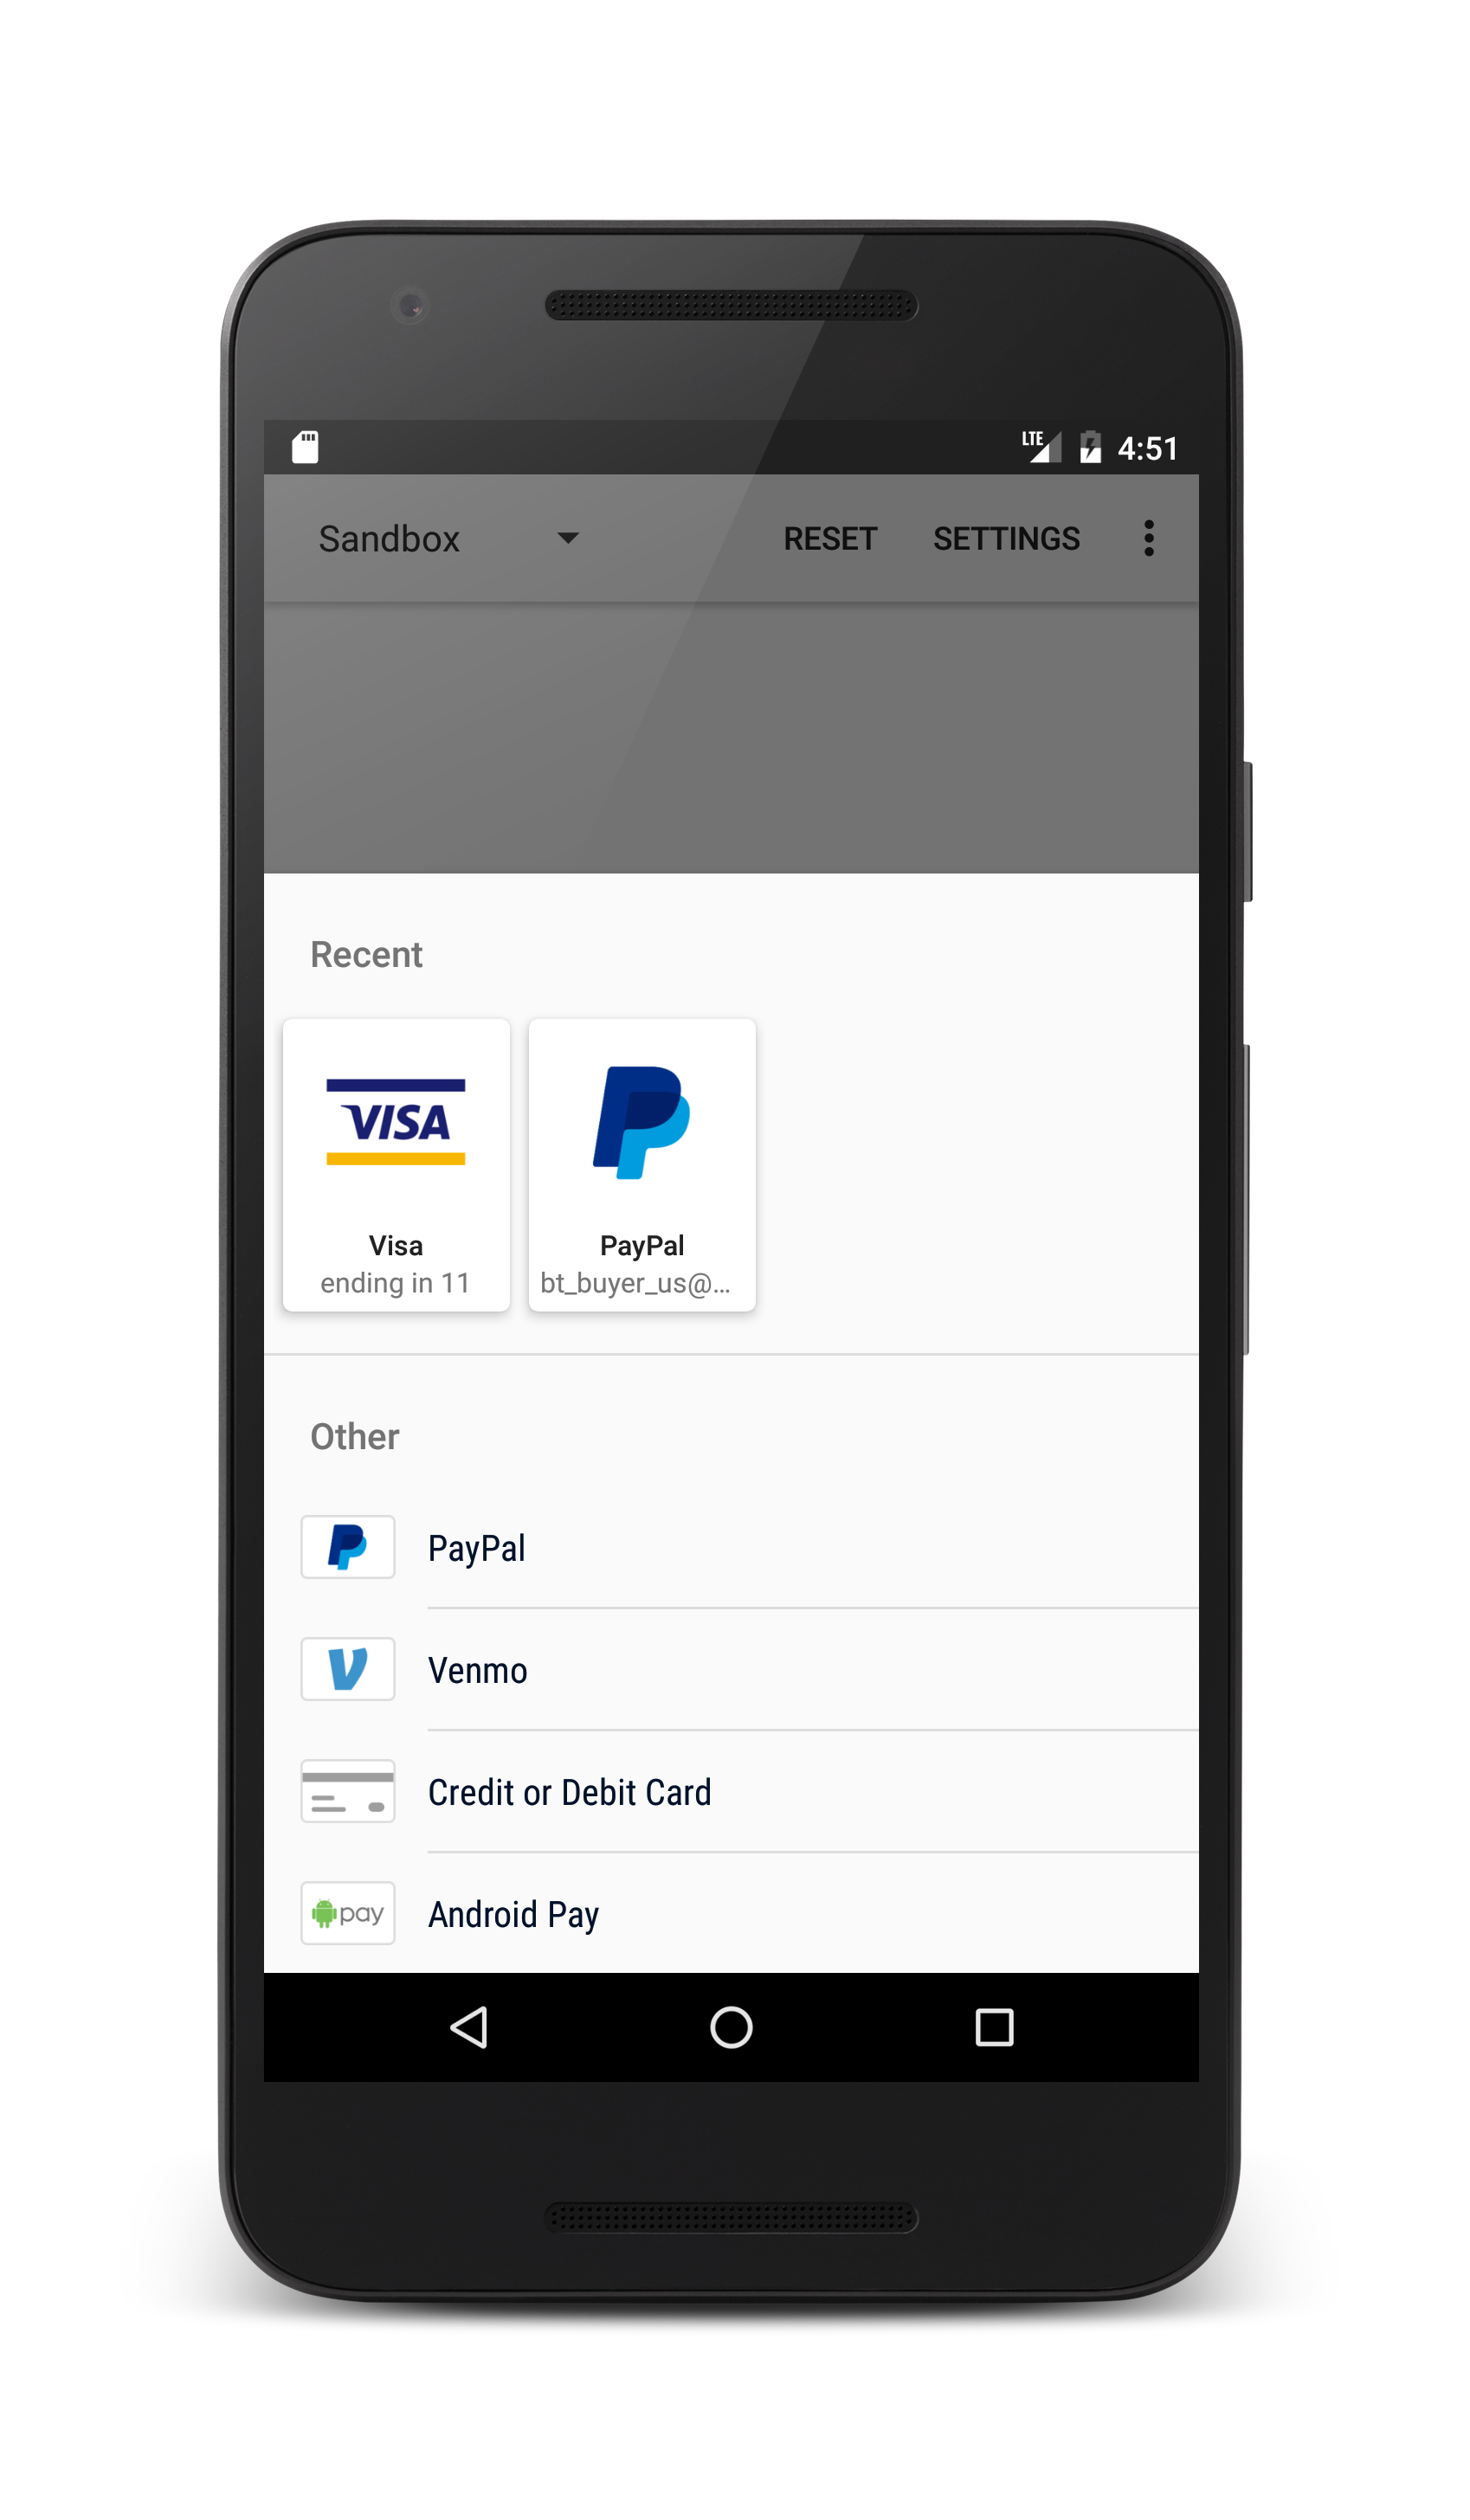 LTE 4:51
Sandbox RESET SETTINGS
Recent
VISA
Visa
ending in 11
PayPal
bt_buyer_us@...
Other
PayPal
Venmo
Credit or Debit Card
pay Android Pay